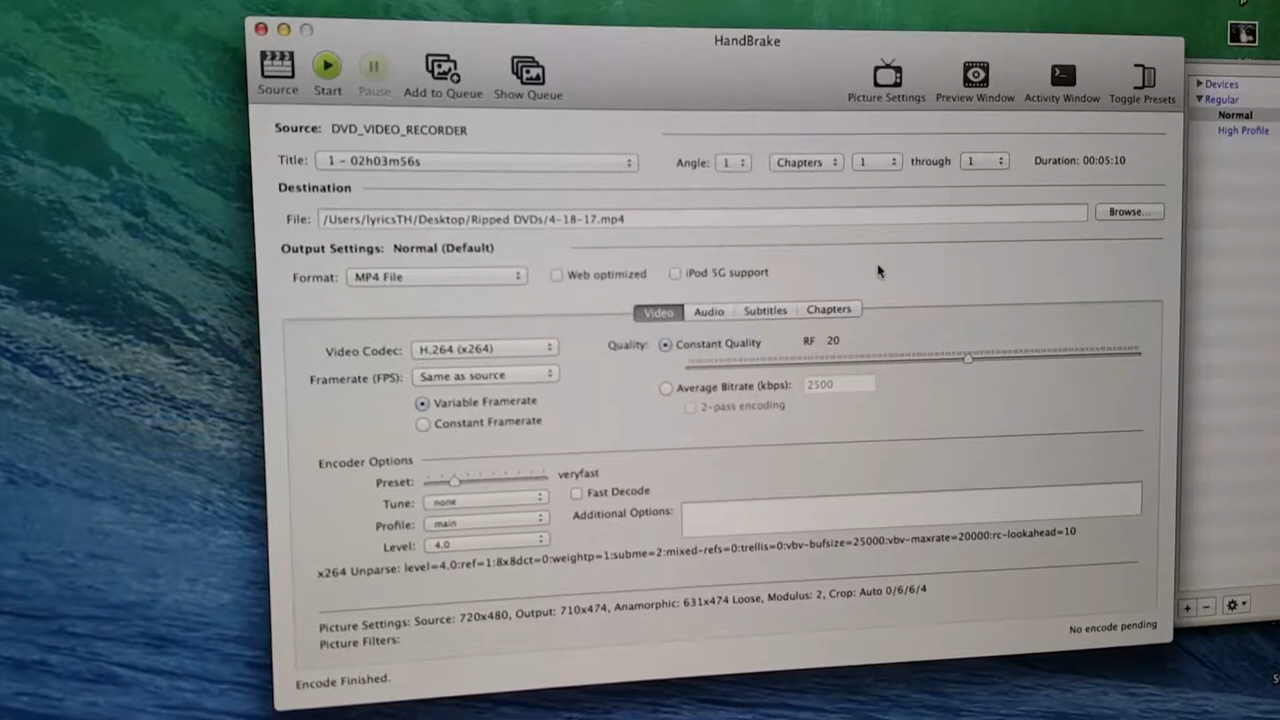 HandBrake
Source Start Pause Add to Queue Show Queue Picture Settings Preview Window Activity Window Toggle Presets
Devices
Regular
Normal
High Profile
Source: DVD_VIDEO_RECORDER
Title: 1 - 02h03m56s Angle: 1 Chapters 1 through 1 Duration: 00:05:10
Destination
File: /Users/lyricsTH/Desktop/Ripped DVDs/4-18-17.mp4 Browse...
Output Settings: Normal (Default)
Format: MP4 File Web optimized iPod 5G support
Video Audio Subtitles Chapters
Video Codec: H.264 (x264) Quality: Constant Quality RF 20
Framerate (FPS): Same as source Average Bitrate (kbps): 2500
Variable Framerate 2-pass encoding
Constant Framerate
Encoder Options
Preset: veryfast
Tune: none Fast Decode
Profile: main Additional Options:
Level: 4.0
x264 Unparse: level=4.0:ref=1:8x8dct=0:weightp=1:subme=2:mixed-refs=0:trellis=0:vbv-bufsize=25000:vbv-maxrate=20000:rc-lookahead=10
Picture Settings: Source: 720x480, Output: 710x474, Anamorphic: 631x474 Loose, Modulus: 2, Crop: Auto 0/6/6/4
Picture Filters:
No encode pending
Encode Finished.